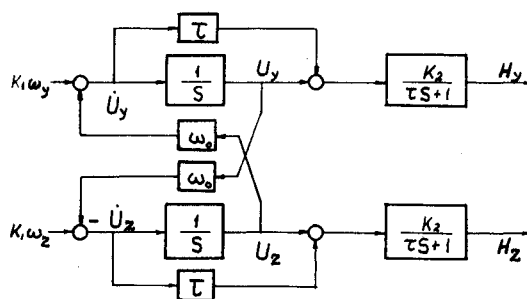 τ
K₁ω_y
1/S
U_y
K₂/τS+1
H_y
U̇_y
ω₀
ω₀
K₁ω_z
−
U̇_z
1/S
U_z
K₂/τS+1
H_z
τ